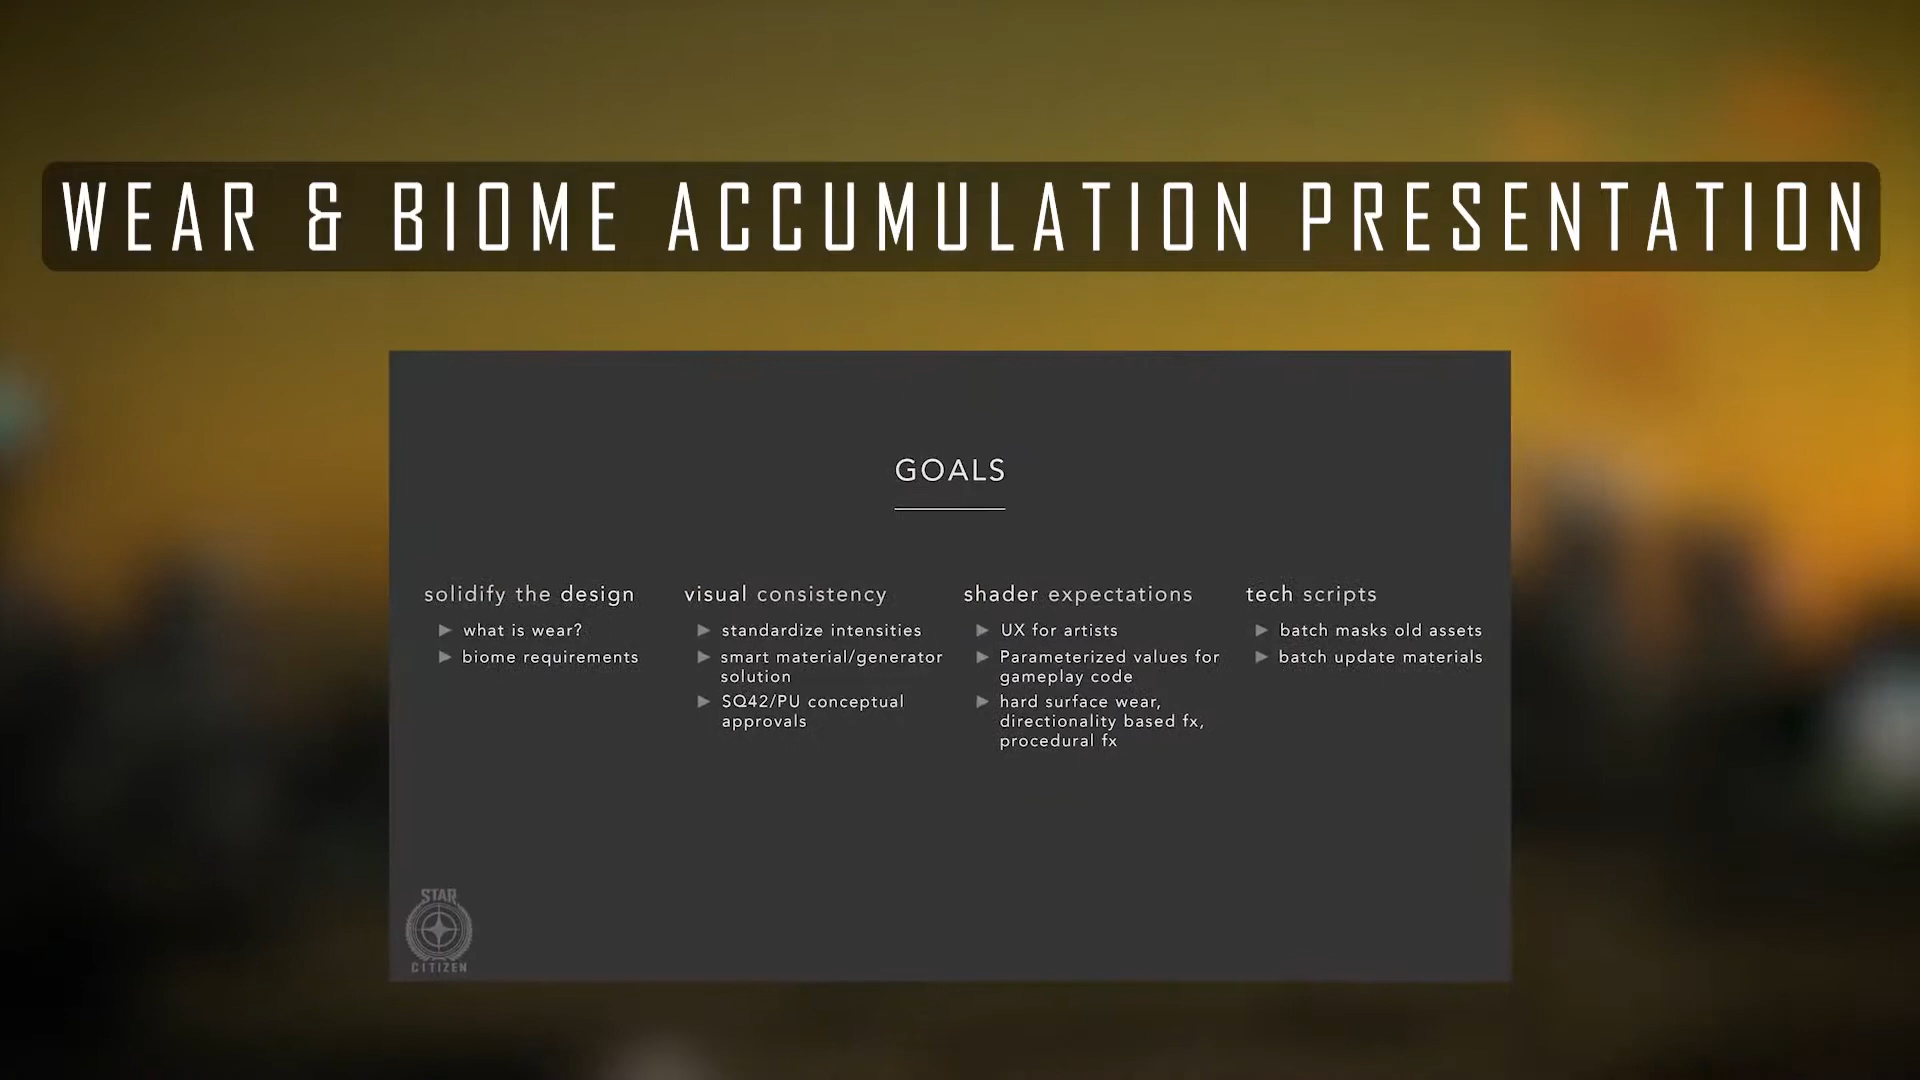 WEAR & BIOME ACCUMULATION PRESENTATION
GOALS
solidify the design
what is wear?
biome requirements
visual consistency
standardize intensities
smart material/generator
solution
SQ42/PU conceptual
approvals
shader expectations
UX for artists
Parameterized values for
gameplay code
hard surface wear,
directionality based fx,
procedural fx
tech scripts
batch masks old assets
batch update materials
STAR
CITIZEN